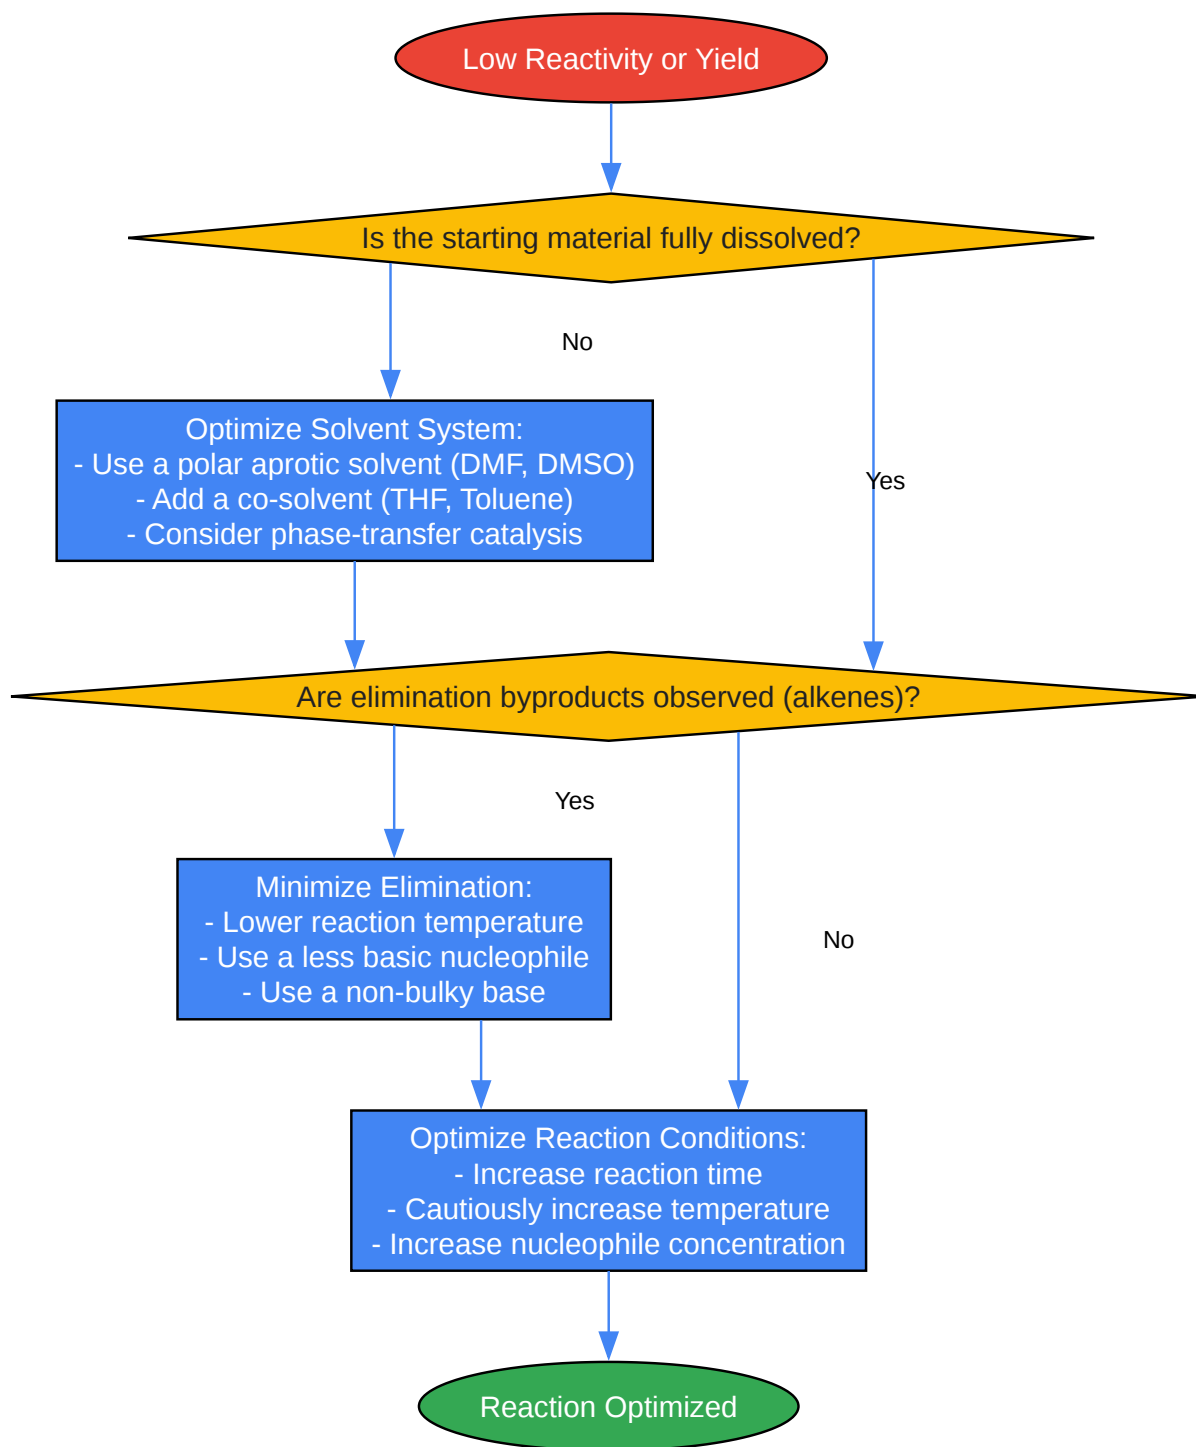 Low Reactivity or Yield
Is the starting material fully dissolved?
No
Optimize Solvent System:
- Use a polar aprotic solvent (DMF, DMSO)
- Add a co-solvent (THF, Toluene)
- Consider phase-transfer catalysis
Yes
Are elimination byproducts observed (alkenes)?
Yes
Minimize Elimination:
- Lower reaction temperature
- Use a less basic nucleophile
- Use a non-bulky base
No
Optimize Reaction Conditions:
- Increase reaction time
- Cautiously increase temperature
- Increase nucleophile concentration
Reaction Optimized